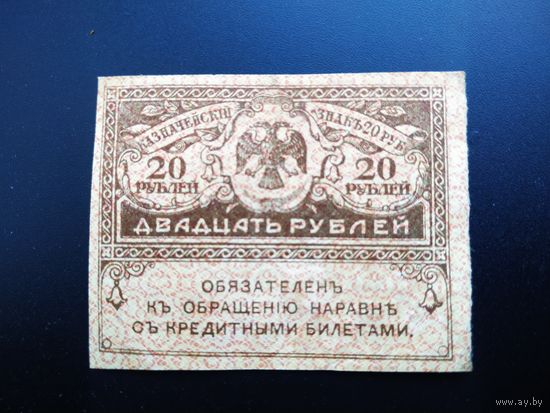 КАЗНАЧЕЙСКІЙ ЗНАКЪ 20 РУБ.
20 20
РУБЛЕЙ РУБЛЕЙ
ДВАДЦАТЬ РУБЛЕЙ
ОБЯЗАТЕЛЕНЪ
КЪ ОБРАЩЕНІЮ НАРАВНѢ
СЪ КРЕДИТНЫМИ БИЛЕТАМИ.
www.ay.by